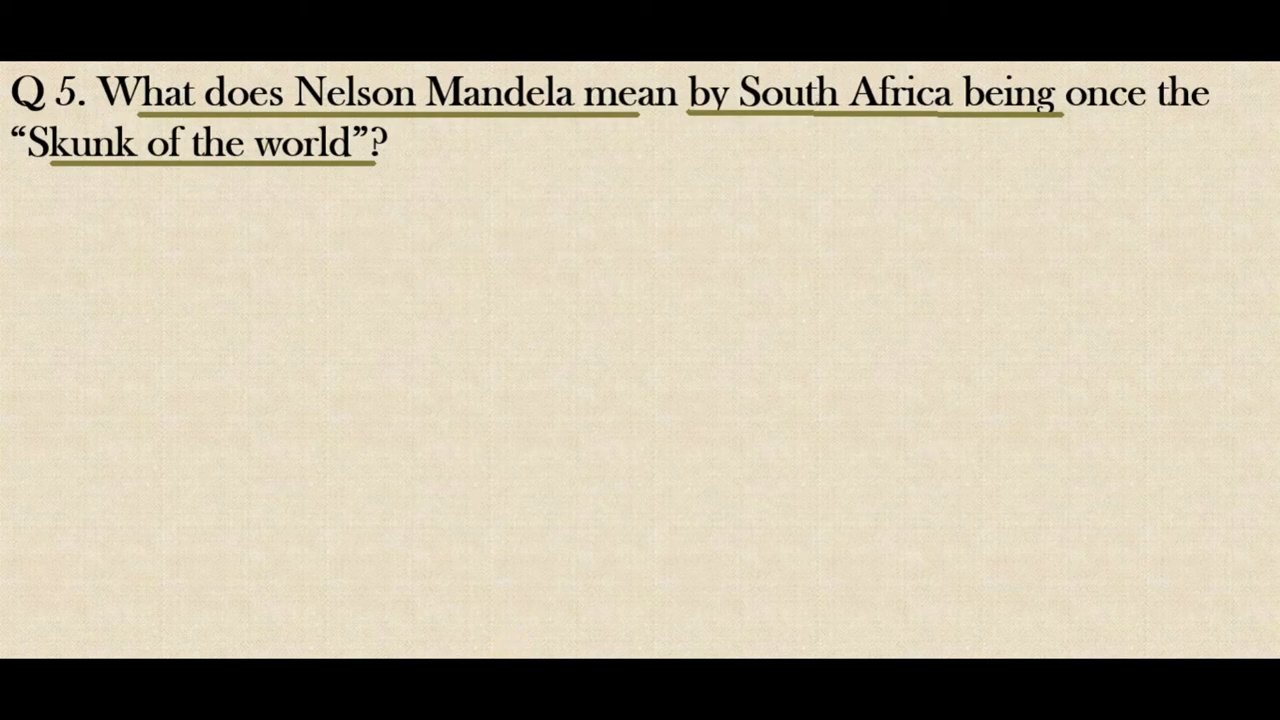 Q 5. What does Nelson Mandela mean by South Africa being once the
“Skunk of the world”?